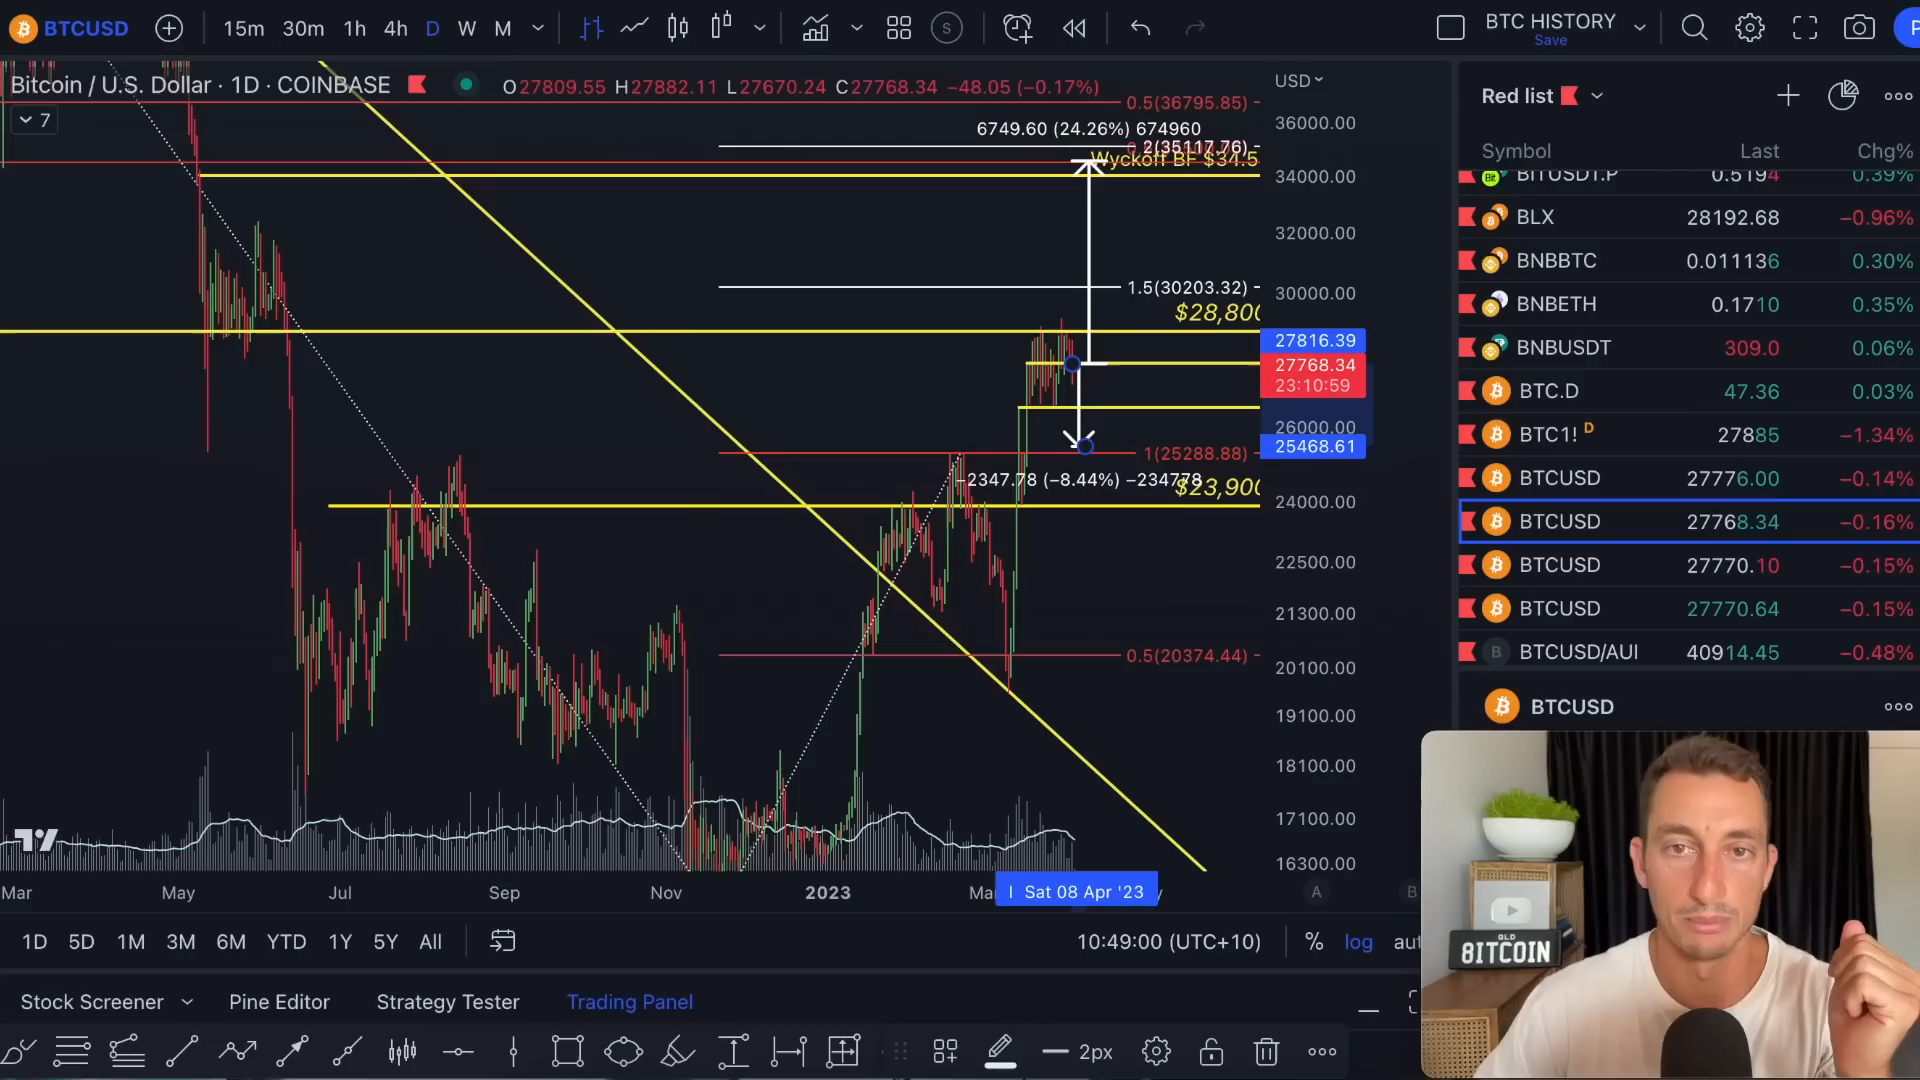 BTCUSD 15m 30m 1h 4h D W M S BTC HISTORY
Save
Bitcoin / U.S. Dollar · 1D · COINBASE O27809.55 H27882.11 L27670.24 C27768.34 −48.05 (−0.17%)
7
USD
0.5(36795.85)
6749.60 (24.26%) 674960
2(35117.76)
Wyckoff BF $34.5
1.5(30203.32)
$28,800
1(25288.88)
−2347.78 (−8.44%) −234778
$23,900
0.5(20374.44)
36000.00
34000.00
32000.00
30000.00
27816.39
27768.34
23:10:59
26000.00
25468.61
24000.00
22500.00
21300.00
20100.00
19100.00
18100.00
17100.00
16300.00
Mar May Jul Sep Nov 2023 Sat 08 Apr '23 A B
1D 5D 1M 3M 6M YTD 1Y 5Y All 10:49:00 (UTC+10) % log
Stock Screener Pine Editor Strategy Tester Trading Panel
2px
Red list
Symbol Last Chg%
BITUSDT.P 0.5194 0.39%
BLX 28192.68 −0.96%
BNBBTC 0.011136 0.30%
BNBETH 0.1710 0.35%
BNBUSDT 309.0 0.06%
BTC.D 47.36 0.03%
BTC1! D 27885 −1.34%
BTCUSD 27776.00 −0.14%
BTCUSD 27768.34 −0.16%
BTCUSD 27770.10 −0.15%
BTCUSD 27770.64 −0.15%
BTCUSD/AUI 40914.45 −0.48%
BTCUSD
QLD
8ITCOIN